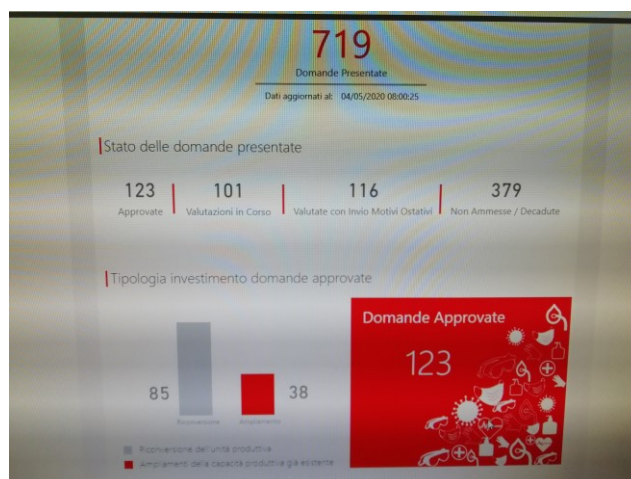 719
Domande Presentate
Dati aggiornati al: 04/05/2020 08:00:25
Stato delle domande presentate
123 101 116 379
Approvate Valutazioni in Corso Valutate con Invio Motivi Ostativi Non Ammesse / Decadute
Tipologia investimento domande approvate
85
38
Riconversione Ampliamento
Riconversione dell'unità produttiva
Ampliamenti della capacità produttiva già esistente
Domande Approvate
123